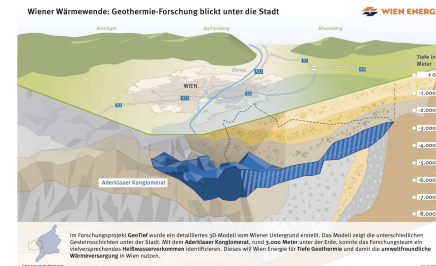 Wiener Wärmewende: Geothermie-Forschung blickt unter die Stadt
WIEN ENERGIE
Anninger
Kahlenberg
Bisamberg
Donau
WIEN
A22
A23
A2
Tiefe in
Meter
± 0
-1.000
-2.000
-3.000
-4.000
-5.000
-6.000
-7.000
-8.000
Aderklaaer Konglomerat
Im Forschungsprojekt GeoTief wurde ein detailliertes 3D-Modell vom Wiener Untergrund erstellt. Das Modell zeigt die unterschiedlichen
Gesteinsschichten unter der Stadt. Mit dem Aderklaaer Konglomerat, rund 3.000 Meter unter der Erde, konnte das Forschungsteam ein
vielversprechendes Heißwasservorkommen identifizieren. Dieses will Wien Energie für Tiefe Geothermie und damit die umweltfreundliche
Wärmeversorgung in Wien nutzen.